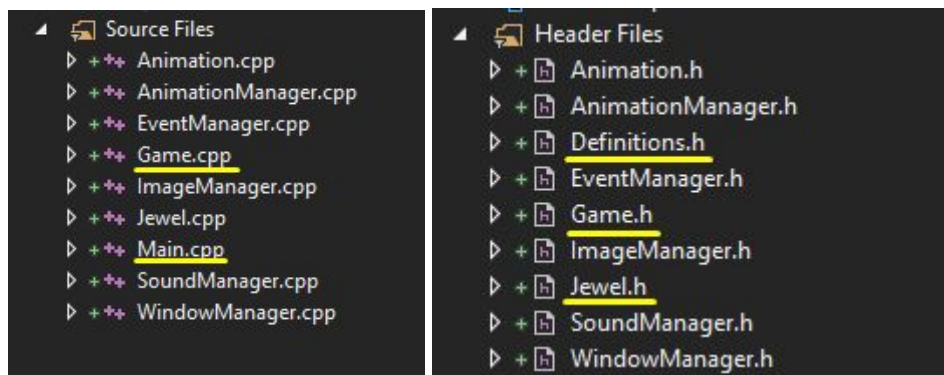 Source Files
Animation.cpp
AnimationManager.cpp
EventManager.cpp
Game.cpp
ImageManager.cpp
Jewel.cpp
Main.cpp
SoundManager.cpp
WindowManager.cpp
Header Files
Animation.h
AnimationManager.h
Definitions.h
EventManager.h
Game.h
ImageManager.h
Jewel.h
SoundManager.h
WindowManager.h